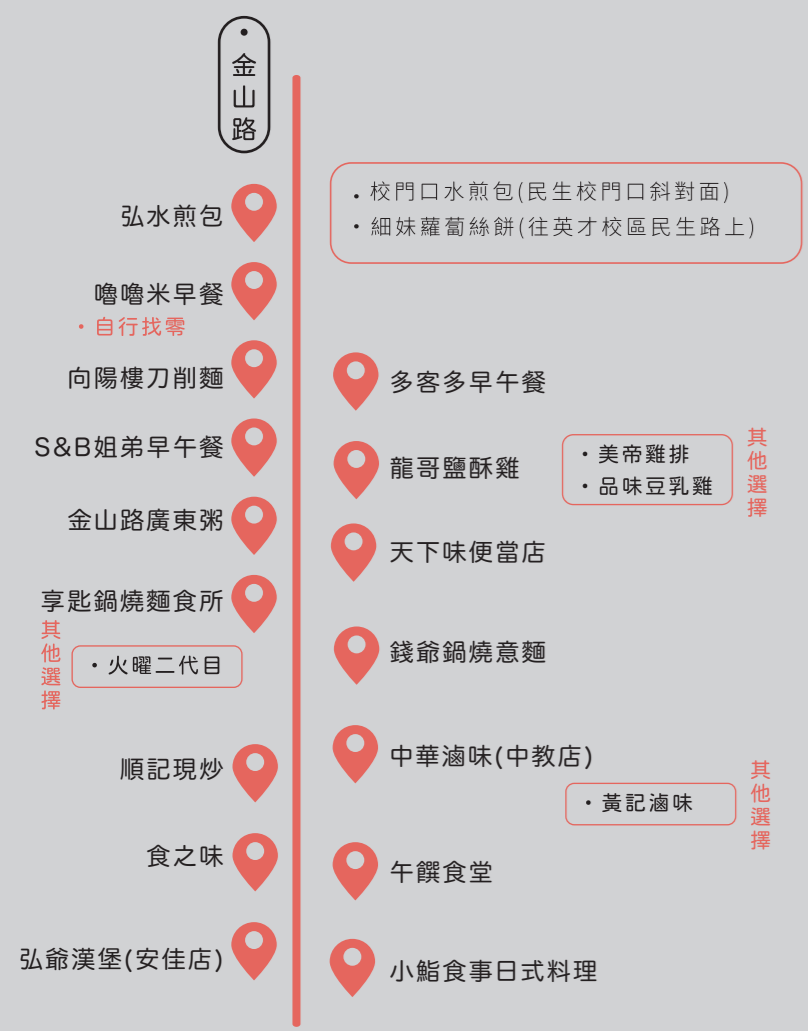 金山路
弘水煎包
嚕嚕米早餐
・自行找零
向陽樓刀削麵
S&B姐弟早午餐
金山路廣東粥
享匙鍋燒麵食所
其他選擇
・火曜二代目
順記現炒
食之味
弘爺漢堡(安佳店)
・校門口水煎包(民生校門口斜對面)
・細妹蘿蔔絲餅(往英才校區民生路上)
多客多早午餐
龍哥鹽酥雞
・美帝雞排
・品味豆乳雞
其他選擇
天下味便當店
錢爺鍋燒意麵
中華滷味(中教店)
・黃記滷味
其他選擇
午饌食堂
小鮨食事日式料理